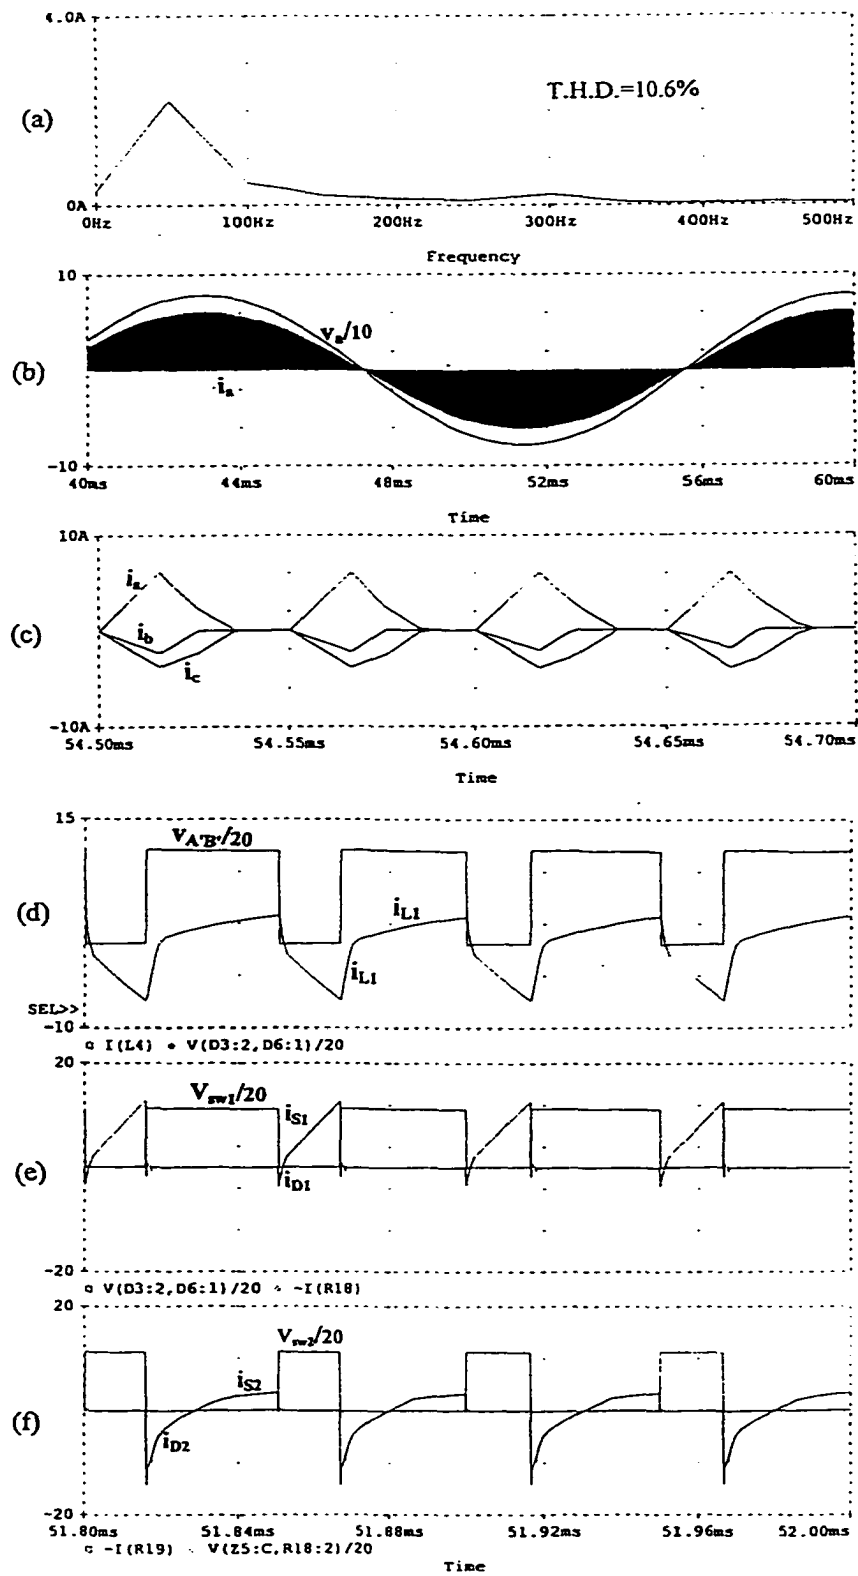 4.0A
T.H.D.=10.6%
(a)
0A
0Hz 100Hz 200Hz 300Hz 400Hz 500Hz
Frequency
10
va/10
(b)
ia
-10
40ms 44ms 48ms 52ms 56ms 60ms
Time
10A
ia
(c)
ib
ic
-10A
54.50ms 54.55ms 54.60ms 54.65ms 54.70ms
Time
15
vA'B'/20
(d)
iL1
iL1
SEL>>
-10
I(L4) V(D3:2,D6:1)/20
20
Vsw1/20
iS1
(e)
iD1
-20
V(D3:2,D6:1)/20 -I(R18)
20
Vsw2/20
iS2
(f)
iD2
-20
51.80ms 51.84ms 51.88ms 51.92ms 51.96ms 52.00ms
-I(R19) V(Z5:C,R18:2)/20
Time